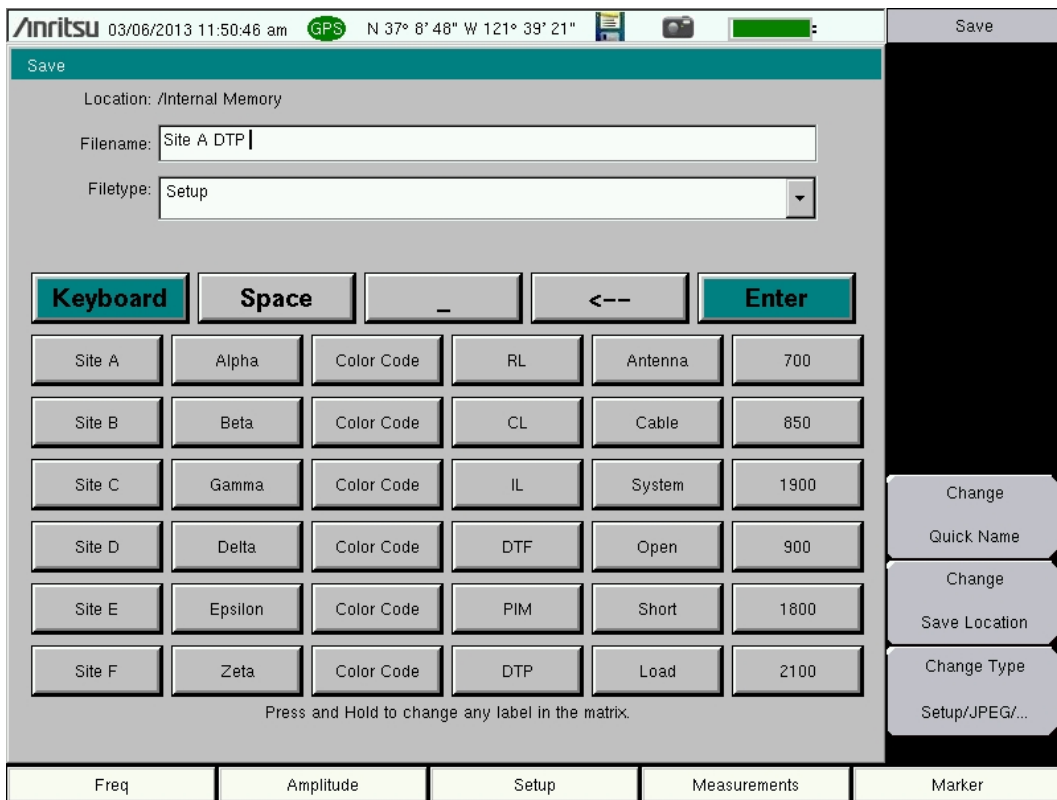 Anritsu 03/06/2013 11:50:46 am GPS N 37° 8' 48" W 121° 39' 21"
Save
Save
Location: /Internal Memory
Filename: Site A DTP
Filetype: Setup
Keyboard Space _ <-- Enter
Site A Alpha Color Code RL Antenna 700
Site B Beta Color Code CL Cable 850
Site C Gamma Color Code IL System 1900
Site D Delta Color Code DTF Open 900
Site E Epsilon Color Code PIM Short 1800
Site F Zeta Color Code DTP Load 2100
Press and Hold to change any label in the matrix.
Change
Quick Name
Change
Save Location
Change Type
Setup/JPEG/...
Freq Amplitude Setup Measurements Marker